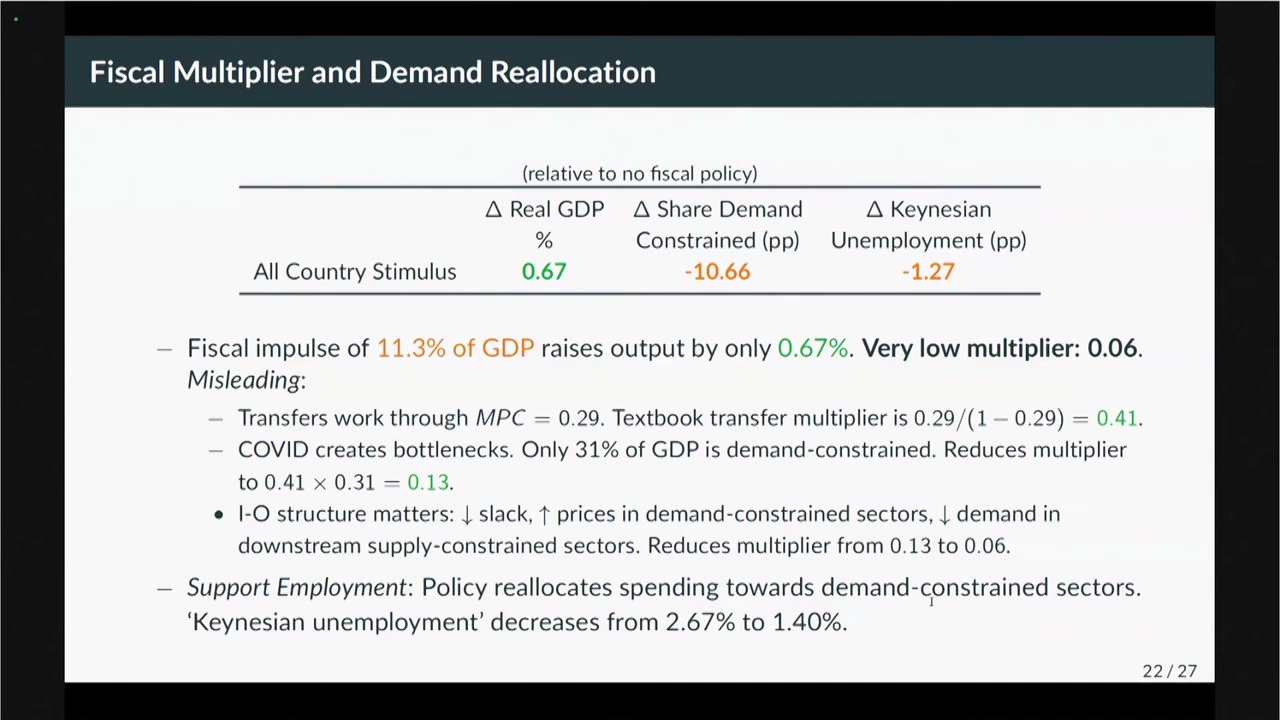 Fiscal Multiplier and Demand Reallocation
(relative to no fiscal policy)
Δ Real GDP Δ Share Demand Δ Keynesian
% Constrained (pp) Unemployment (pp)
All Country Stimulus 0.67 -10.66 -1.27
– Fiscal impulse of 11.3% of GDP raises output by only 0.67%. Very low multiplier: 0.06.
Misleading:
– Transfers work through MPC = 0.29. Textbook transfer multiplier is 0.29/(1 − 0.29) = 0.41.
– COVID creates bottlenecks. Only 31% of GDP is demand-constrained. Reduces multiplier
to 0.41 × 0.31 = 0.13.
• I-O structure matters: ↓ slack, ↑ prices in demand-constrained sectors, ↓ demand in
downstream supply-constrained sectors. Reduces multiplier from 0.13 to 0.06.
– Support Employment: Policy reallocates spending towards demand-constrained sectors.
‘Keynesian unemployment’ decreases from 2.67% to 1.40%.
22 / 27